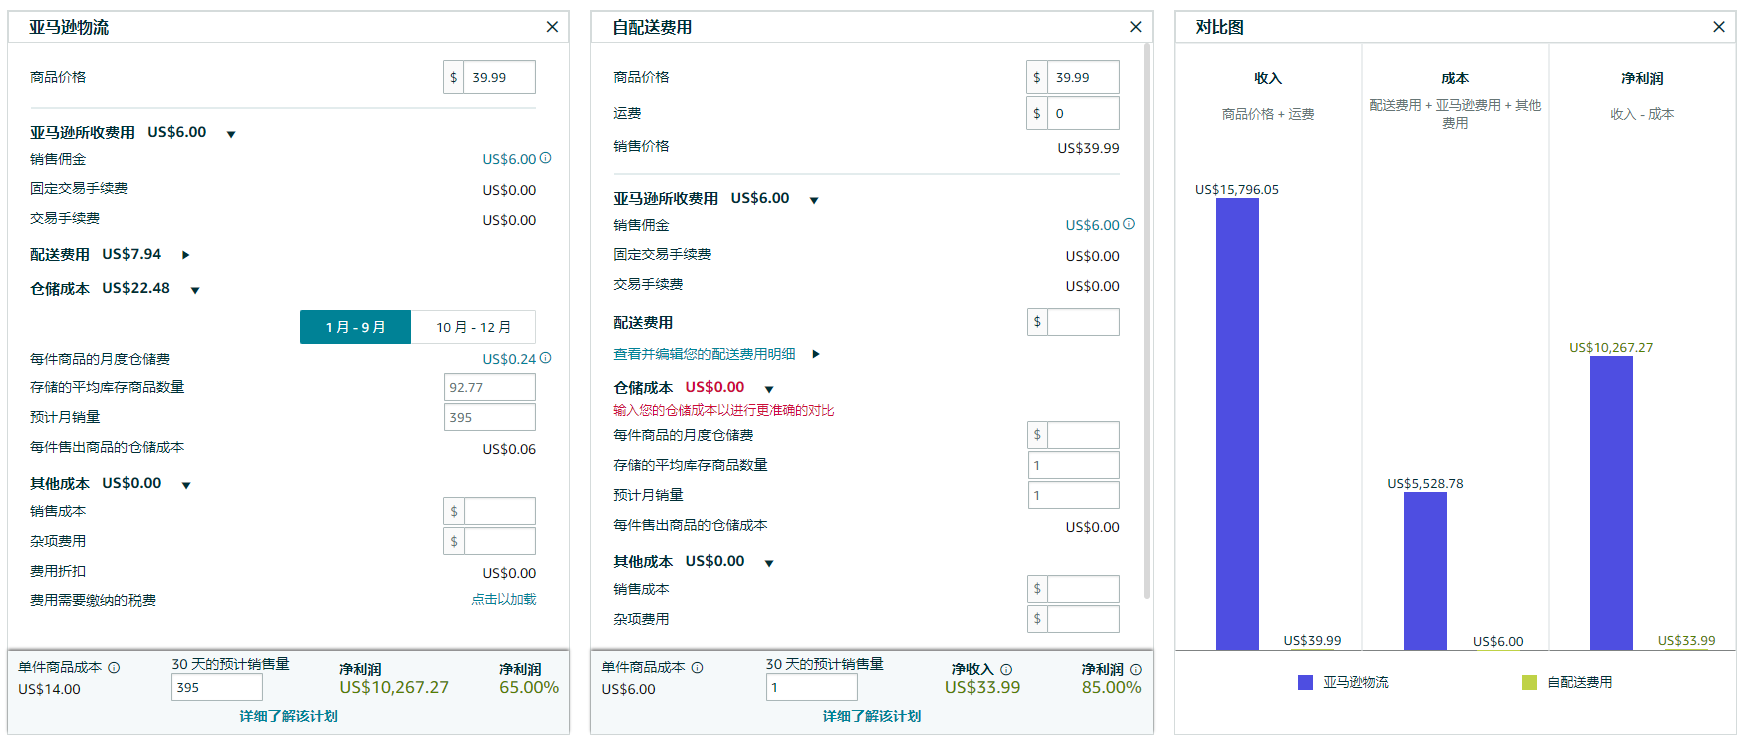 亚马逊物流
商品价格 $ 39.99
亚马逊所收费用 US$6.00
销售佣金 US$6.00
固定交易手续费 US$0.00
交易手续费 US$0.00
配送费用 US$7.94
仓储成本 US$22.48
1 月 - 9 月 10 月 - 12 月
每件商品的月度仓储费 US$0.24
存储的平均库存商品数量 92.77
预计月销量 395
每件售出商品的仓储成本 US$0.06
其他成本 US$0.00
销售成本 $
杂项费用 $
费用折扣 US$0.00
费用需要缴纳的税费 点击以加载
单件商品成本 30 天的预计销售量 净利润 净利润
US$14.00 395 US$10,267.27 65.00%
详细了解该计划
自配送费用
商品价格 $ 39.99
运费 $ 0
销售价格 US$39.99
亚马逊所收费用 US$6.00
销售佣金 US$6.00
固定交易手续费 US$0.00
交易手续费 US$0.00
配送费用 $
查看并编辑您的配送费用明细
仓储成本 US$0.00
输入您的仓储成本以进行更准确的对比
每件商品的月度仓储费 $
存储的平均库存商品数量 1
预计月销量 1
每件售出商品的仓储成本 US$0.00
其他成本 US$0.00
销售成本 $
杂项费用 $
单件商品成本 30 天的预计销售量 净收入 净利润
US$6.00 1 US$33.99 85.00%
详细了解该计划
对比图
收入 成本 净利润
商品价格 + 运费 配送费用 + 亚马逊费用 + 其他
费用 收入 - 成本
US$15,796.05
US$10,267.27
US$5,528.78
US$39.99 US$6.00 US$33.99
亚马逊物流 自配送费用